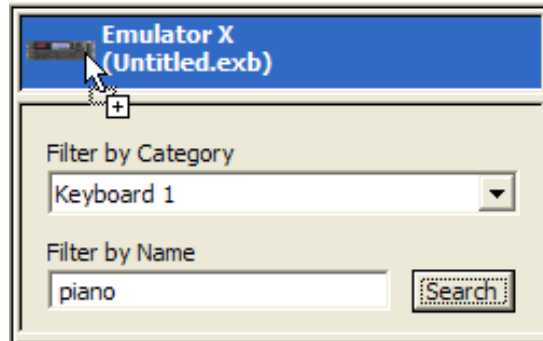 Emulator X
(Untitled.exb)
Filter by Category
Keyboard 1
Filter by Name
piano
Search